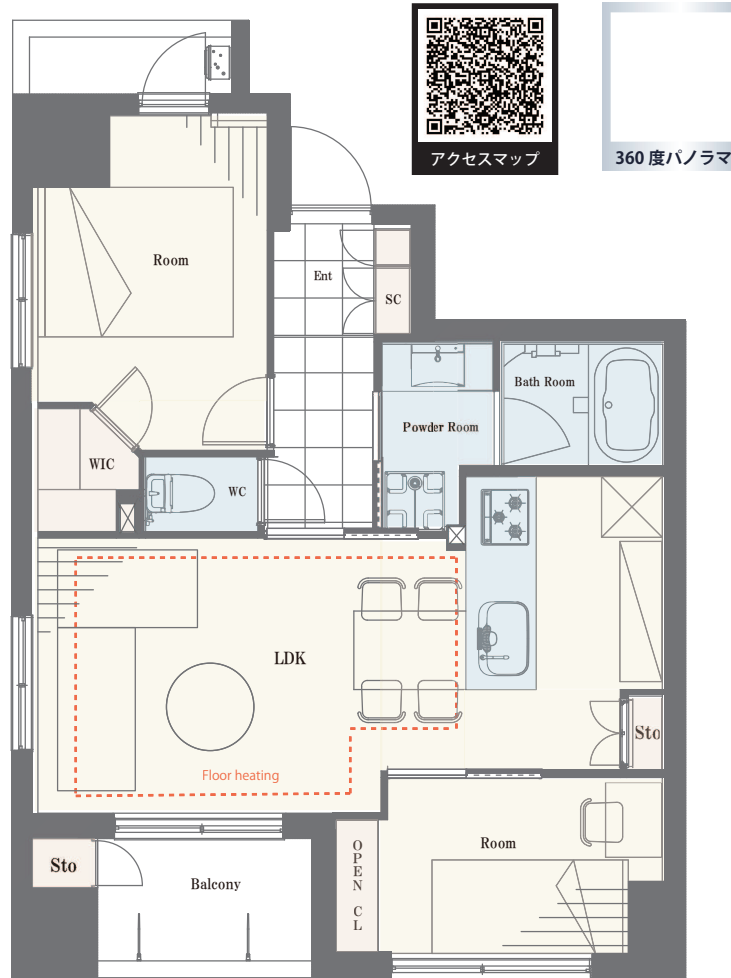 アクセスマップ
360 度パノラマ
Room
Ent
SC
Bath Room
Powder Room
WIC
WC
LDK
Floor heating
Sto
Room
OPEN CL
Sto
Balcony